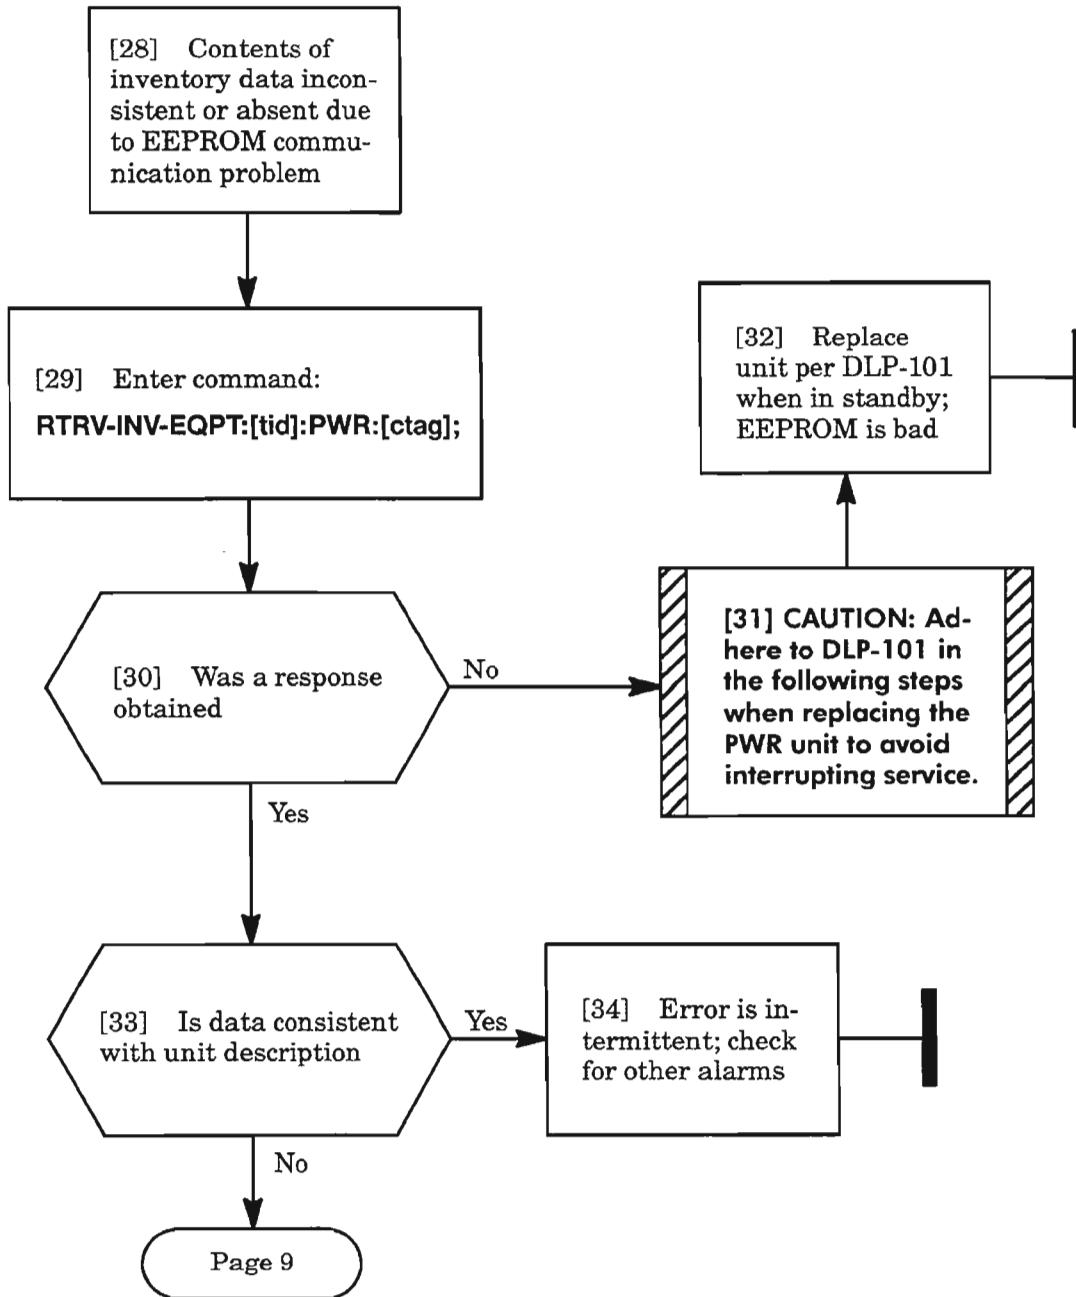 [28] Contents of
inventory data incon-
sistent or absent due
to EEPROM commu-
nication problem
[29] Enter command:
RTRV-INV-EQPT:[tid]:PWR:[ctag];
[30] Was a response
obtained
No
[31] CAUTION: Ad-
here to DLP-101 in
the following steps
when replacing the
PWR unit to avoid
interrupting service.
[32] Replace
unit per DLP-101
when in standby;
EEPROM is bad
Yes
[33] Is data consistent
with unit description
Yes
[34] Error is in-
termittent; check
for other alarms
No
Page 9